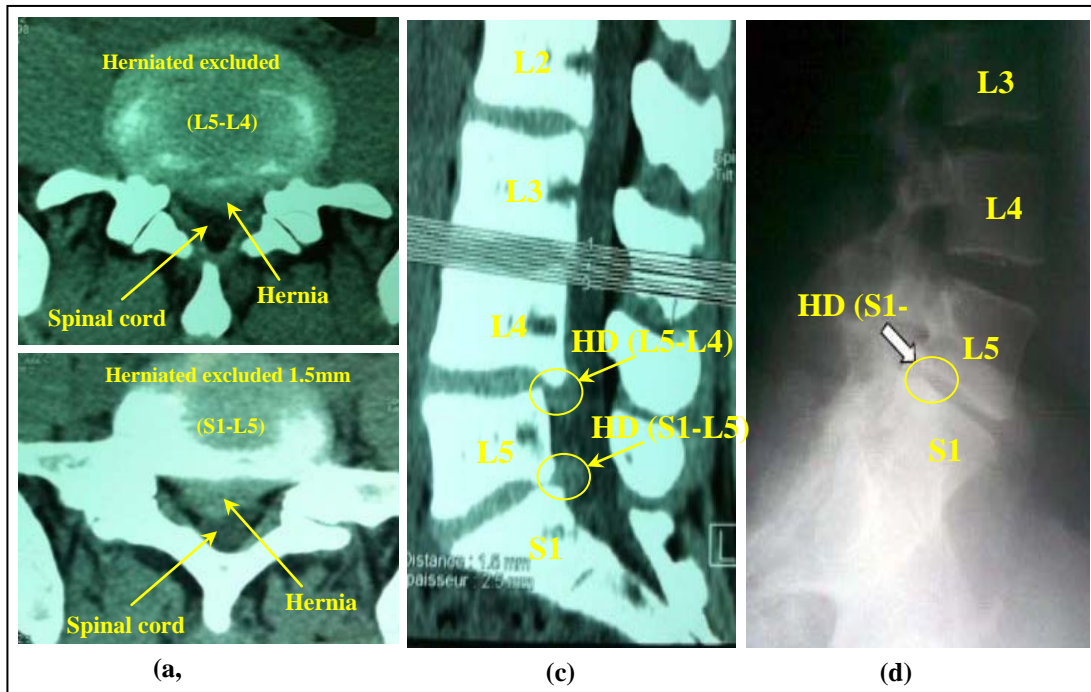 Herniated excluded
(L5-L4)
Hernia
Spinal cord
Herniated excluded 1.5mm
(S1-L5)
Hernia
Spinal cord
(a,
L2
L3
L4
HD (L5-L4)
HD (S1-L5)
L5
S1
Distance : 1.5 mm
paisseur : 2.5 mm
L
Tilt
(c)
L3
L4
HD (S1-
L5
S1
(d)